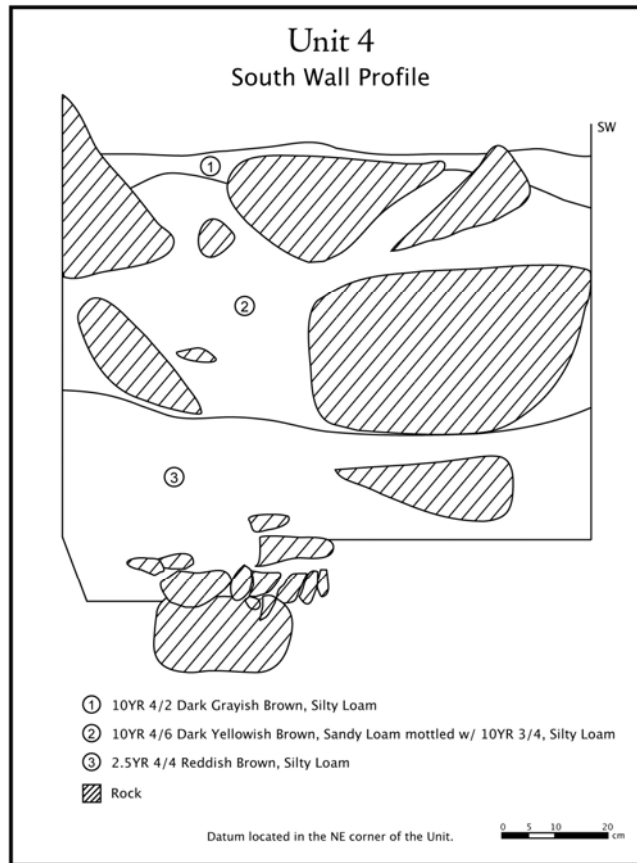 Unit 4
South Wall Profile
SW
1
2
3
1 10YR 4/2 Dark Grayish Brown, Silty Loam
2 10YR 4/6 Dark Yellowish Brown, Sandy Loam mottled w/ 10YR 3/4, Silty Loam
3 2.5YR 4/4 Reddish Brown, Silty Loam
Rock
Datum located in the NE corner of the Unit.
0 5 10 20
cm